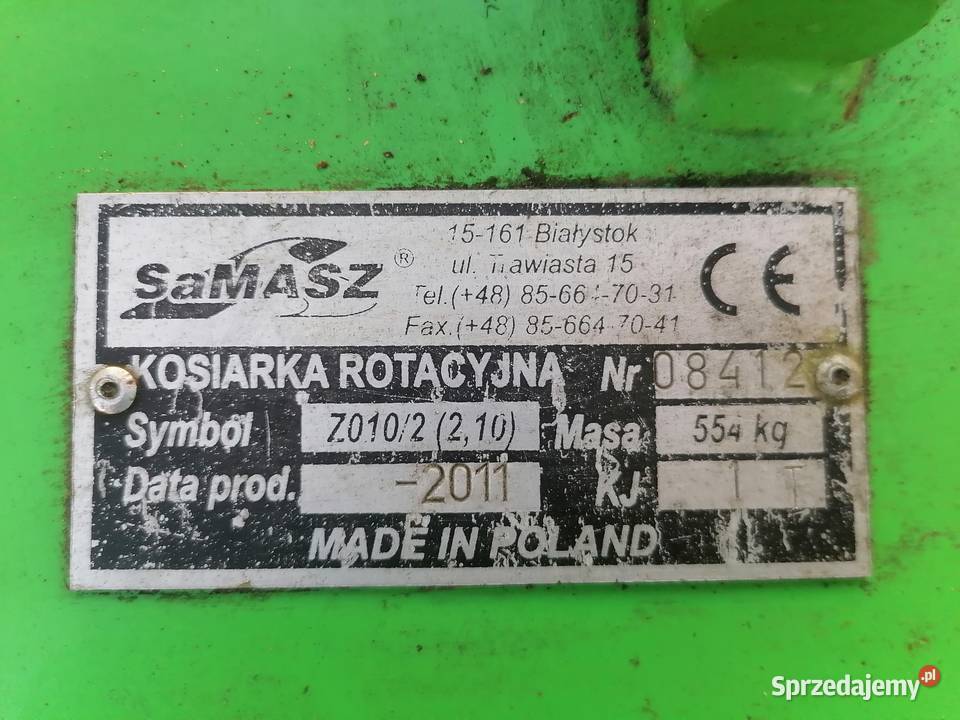 SaMASZ ®
15-161 Białystok
ul. Trawiasta 15
Tel.(+48) 85-664-70-31
Fax.(+48) 85-664-70-41
CE
KOSIARKA ROTACYJNA Nr 08412
Symbol Z010/2 (2,10) Masa 554 kg
Data prod. -2011 KJ 1 T
MADE IN POLAND
Sprzedajemy.pl